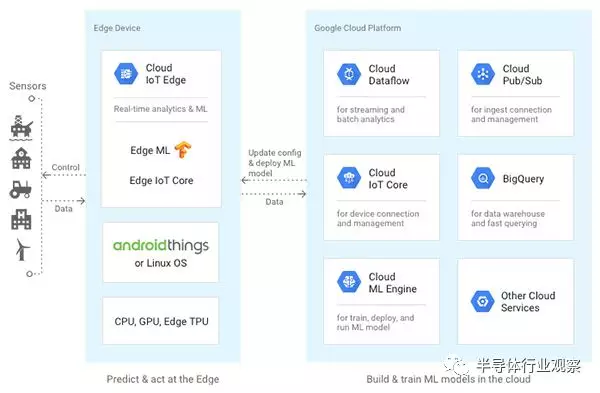 Edge Device
Google Cloud Platform
Sensors
Control
Data
Cloud
IoT Edge
Real-time analytics & ML
Edge ML
Edge IoT Core
androidthings
or Linux OS
CPU, GPU, Edge TPU
Predict & act at the Edge
Update config
& deploy ML
model
Data
Cloud
Dataflow
for streaming and
batch analytics
Cloud
Pub/Sub
for ingest connection
and management
Cloud
IoT Core
for device connection
and management
BigQuery
for data warehouse
and fast querying
Cloud
ML Engine
for train, deploy, and
run ML model
Other Cloud
Services
Build & train ML models in the cloud
半导体行业观察